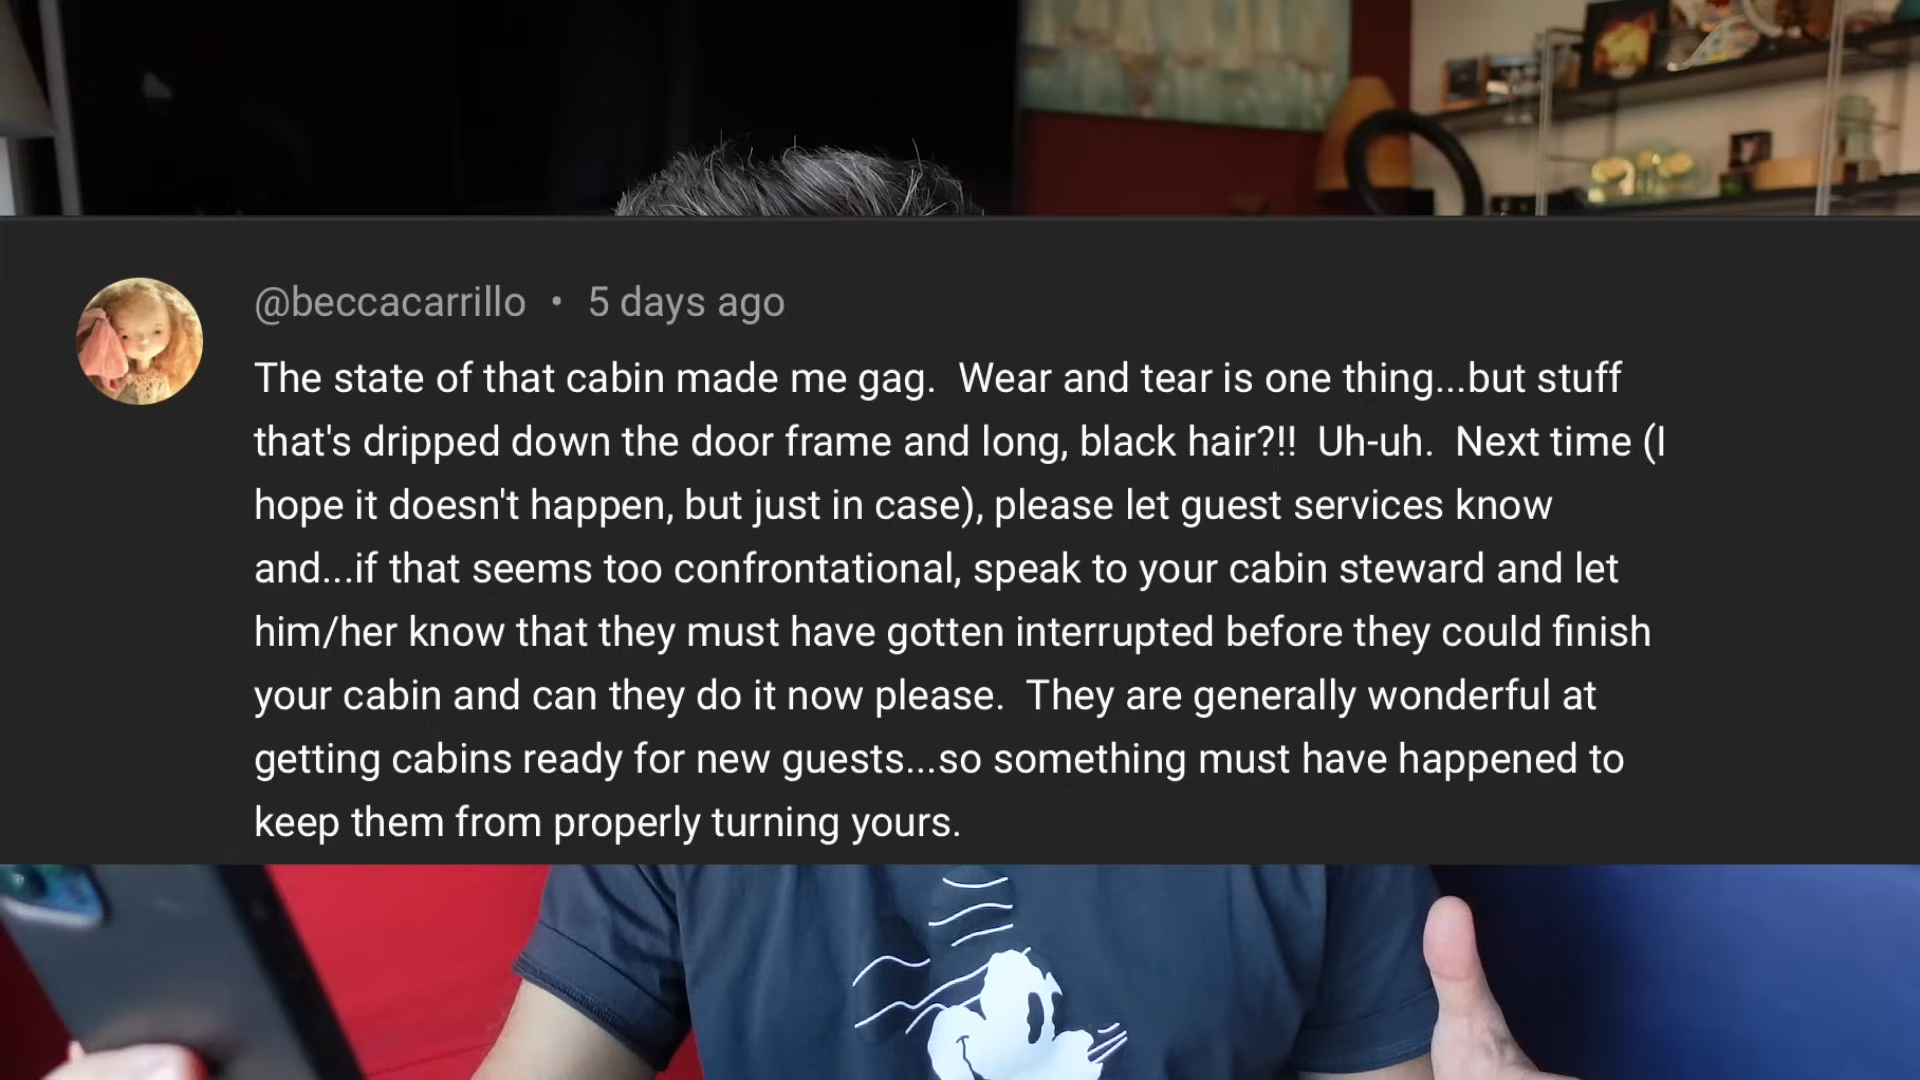 @beccacarrillo • 5 days ago
The state of that cabin made me gag.  Wear and tear is one thing...but stuff
that's dripped down the door frame and long, black hair?!!  Uh-uh.  Next time (I
hope it doesn't happen, but just in case), please let guest services know
and...if that seems too confrontational, speak to your cabin steward and let
him/her know that they must have gotten interrupted before they could finish
your cabin and can they do it now please.  They are generally wonderful at
getting cabins ready for new guests...so something must have happened to
keep them from properly turning yours.